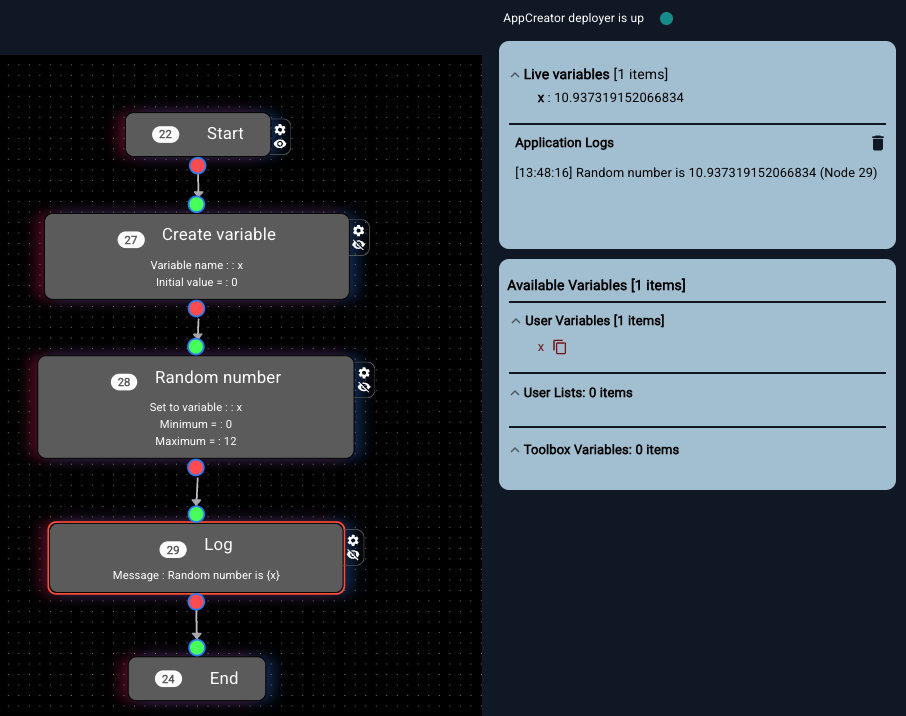 AppCreator deployer is up
Live variables [1 items]
x : 10.937319152066834
Application Logs
[13:48:16] Random number is 10.937319152066834 (Node 29)
Available Variables [1 items]
User Variables [1 items]
x
User Lists: 0 items
Toolbox Variables: 0 items
22 Start
27 Create variable
Variable name : : x
Initial value = : 0
28 Random number
Set to variable : : x
Minimum = : 0
Maximum = : 12
29 Log
Message : Random number is {x}
24 End